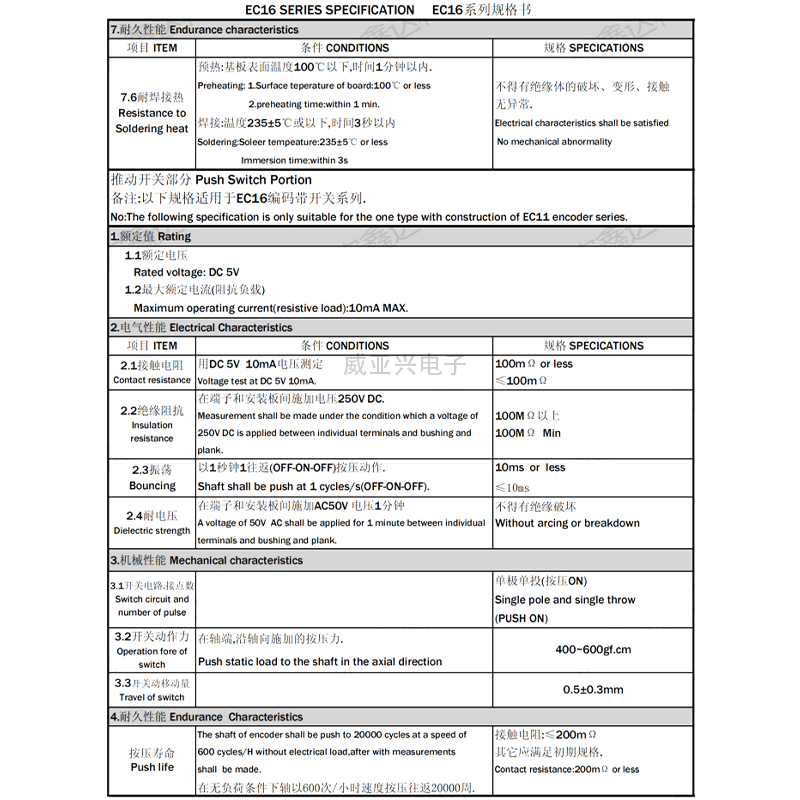 EC16 SERIES SPECIFICATION EC16系列规格书
7.耐久性能 Endurance characteristics
项目 ITEM 条件 CONDITIONS 规格 SPECICATIONS
7.6耐焊接热
Resistance to
Soldering heat
预热:基板表面温度100℃以下,时间1分钟以内.
Preheating: 1.Surface teperature of board:100℃ or less
2.preheating time:within 1 min.
焊接:温度235±5℃或以下,时间3秒以内
Soldering:Soleer tempeature:235±5℃ or less
Immersion time:within 3s
不得有绝缘体的破坏、变形、接触
无异常.
Electrical characteristics shall be satisfied
No mechanical abnormality
推动开关部分 Push Switch Portion
备注:以下规格适用于EC16编码带开关系列.
No:The following specification is only suitable for the one type with construction of EC11 encoder series.
1.额定值 Rating
1.1额定电压
Rated voltage: DC 5V
1.2最大额定电流(阻抗负载)
Maximum operating current(resistive load):10mA MAX.
2.电气性能 Electrical Characteristics
项目 ITEM 条件 CONDITIONS 规格 SPECICATIONS
2.1接触电阻
Contact resistance
用DC 5V 10mA电压测定
Voltage test at DC 5V 10mA.
100mΩ or less
≤100mΩ
威亚兴电子
2.2绝缘阻抗
Insulation
resistance
在端子和安装板间施加电压250V DC.
Measurement shall be made under the condition which a voltage of
250V DC is applied between individual terminals and bushing and
plank.
100MΩ以上
100MΩ Min
2.3振荡
Bouncing
以1秒钟1往返(OFF-ON-OFF)按压动作.
Shaft shall be push at 1 cycles/s(OFF-ON-OFF).
10ms or less
≤10ms
2.4耐电压
Dielectric strength
在端子和安装板间施加AC50V 电压1分钟
A voltage of 50V AC shall be applied for 1 minute between individual
terminals and bushing and plank.
不得有绝缘破坏
Without arcing or breakdown
3.机械性能 Mechanical characteristics
3.1开关电路.接点数
Switch circuit and
number of pulse
单极单投(按压ON)
Single pole and single throw
(PUSH ON)
3.2开关动作力
Operation fore of
switch
在轴端,沿轴向施加的按压力.
Push static load to the shaft in the axial direction
400~600gf.cm
3.3开关动移动量
Travel of switch
0.5±0.3mm
4.耐久性能 Endurance Characteristics
按压寿命
Push life
The shaft of encoder shall be push to 20000 cycles at a speed of
600 cycles/H without electrical load,after with measurements
shall be made.
在无负荷条件下轴以600次/小时速度按压往返20000周.
接触电阻:≤200mΩ
其它应满足初期规格.
Contact resistance:200mΩ or less